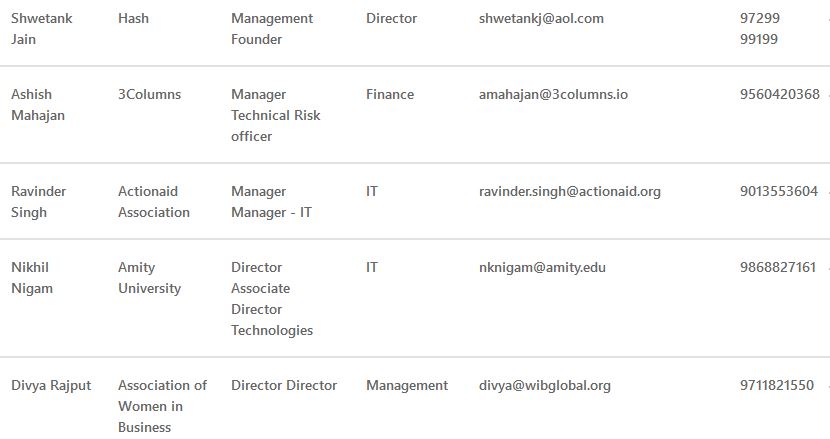 Shwetank Hash Management Director shwetankj@aol.com 97299
Jain Founder 99199
Ashish 3Columns Manager Finance amahajan@3columns.io 9560420368
Mahajan Technical Risk
officer
Ravinder Actionaid Manager IT ravinder.singh@actionaid.org 9013553604
Singh Association Manager - IT
Nikhil Amity Director IT nknigam@amity.edu 9868827161
Nigam University Associate
Director
Technologies
Divya Rajput Association of Director Director Management divya@wibglobal.org 9711821550
Women in
Business